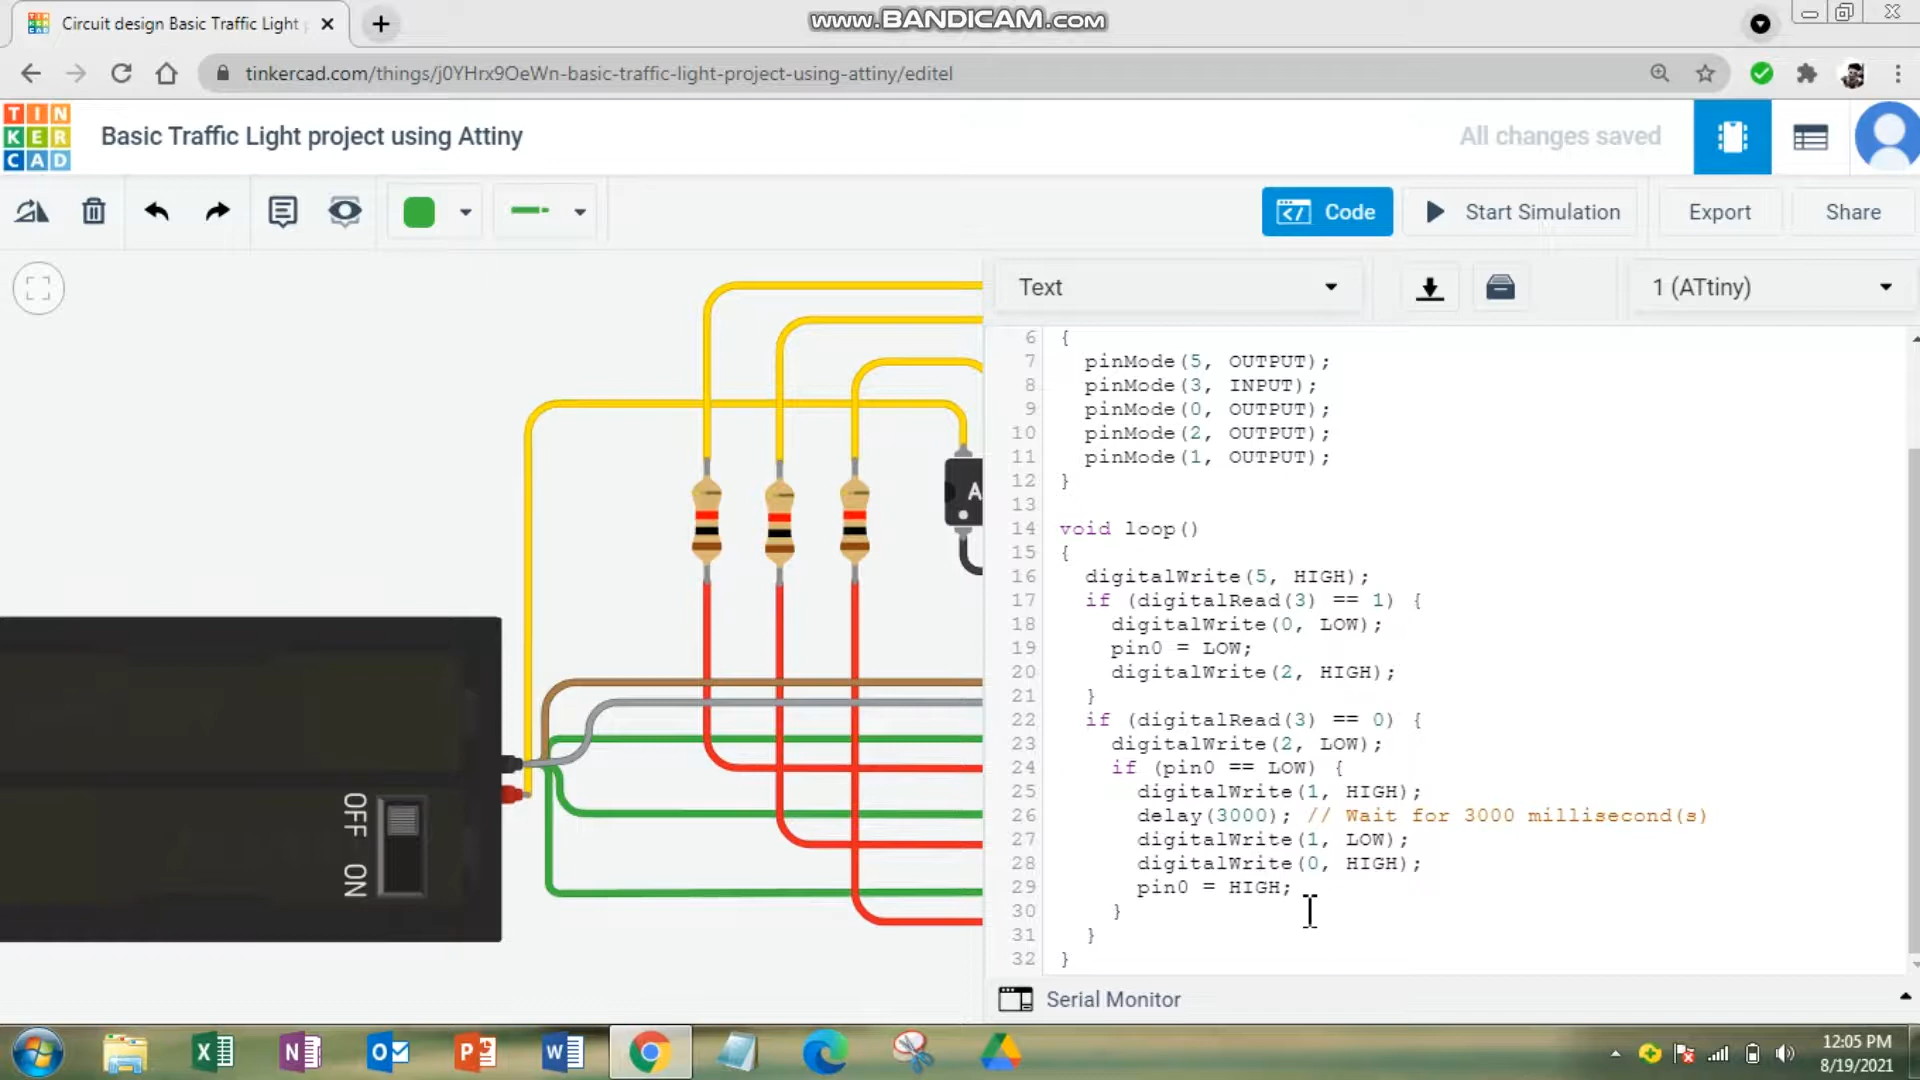 Circuit design Basic Traffic Light
www.BANDICAM.com
tinkercad.com/things/j0YHrx9OeWn-basic-traffic-light-project-using-attiny/editel
TIN
KER
CAD
Basic Traffic Light project using Attiny
All changes saved
Code
Start Simulation
Export
Share
Text
1 (ATtiny)
6 {
7 pinMode(5, OUTPUT);
8 pinMode(3, INPUT);
9 pinMode(0, OUTPUT);
10 pinMode(2, OUTPUT);
11 pinMode(1, OUTPUT);
12 }
13
14 void loop()
15 {
16 digitalWrite(5, HIGH);
17 if (digitalRead(3) == 1) {
18 digitalWrite(0, LOW);
19 pin0 = LOW;
20 digitalWrite(2, HIGH);
21 }
22 if (digitalRead(3) == 0) {
23 digitalWrite(2, LOW);
24 if (pin0 == LOW) {
25 digitalWrite(1, HIGH);
26 delay(3000); // Wait for 3000 millisecond(s)
27 digitalWrite(1, LOW);
28 digitalWrite(0, HIGH);
29 pin0 = HIGH;
30 }
31 }
32 }
A
OFF ON
Serial Monitor
12:05 PM
8/19/2021